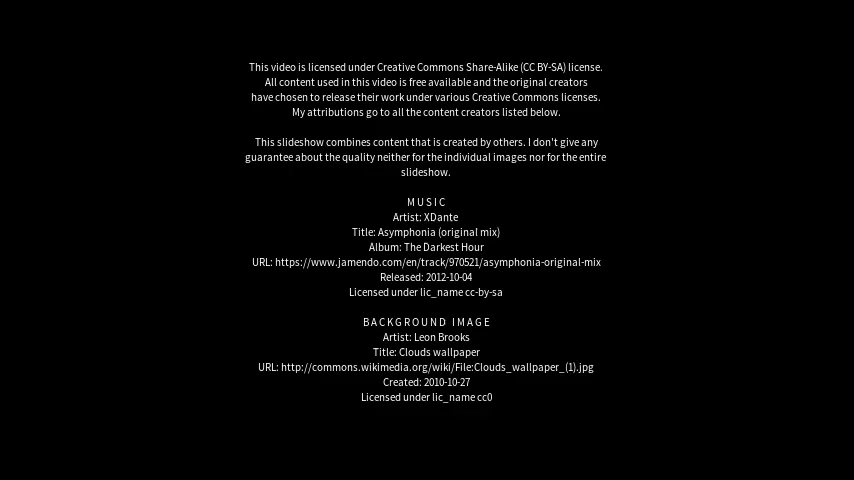 This video is licensed under Creative Commons Share-Alike (CC BY-SA) license.
All content used in this video is free available and the original creators
have chosen to release their work under various Creative Commons licenses.
My attributions go to all the content creators listed below.
This slideshow combines content that is created by others. I don't give any
guarantee about the quality neither for the individual images nor for the entire
slideshow.
M U S I C
Artist: XDante
Title: Asymphonia (original mix)
Album: The Darkest Hour
URL: https://www.jamendo.com/en/track/970521/asymphonia-original-mix
Released: 2012-10-04
Licensed under lic_name cc-by-sa
B A C K G R O U N D   I M A G E
Artist: Leon Brooks
Title: Clouds wallpaper
URL: http://commons.wikimedia.org/wiki/File:Clouds_wallpaper_(1).jpg
Created: 2010-10-27
Licensed under lic_name cc0